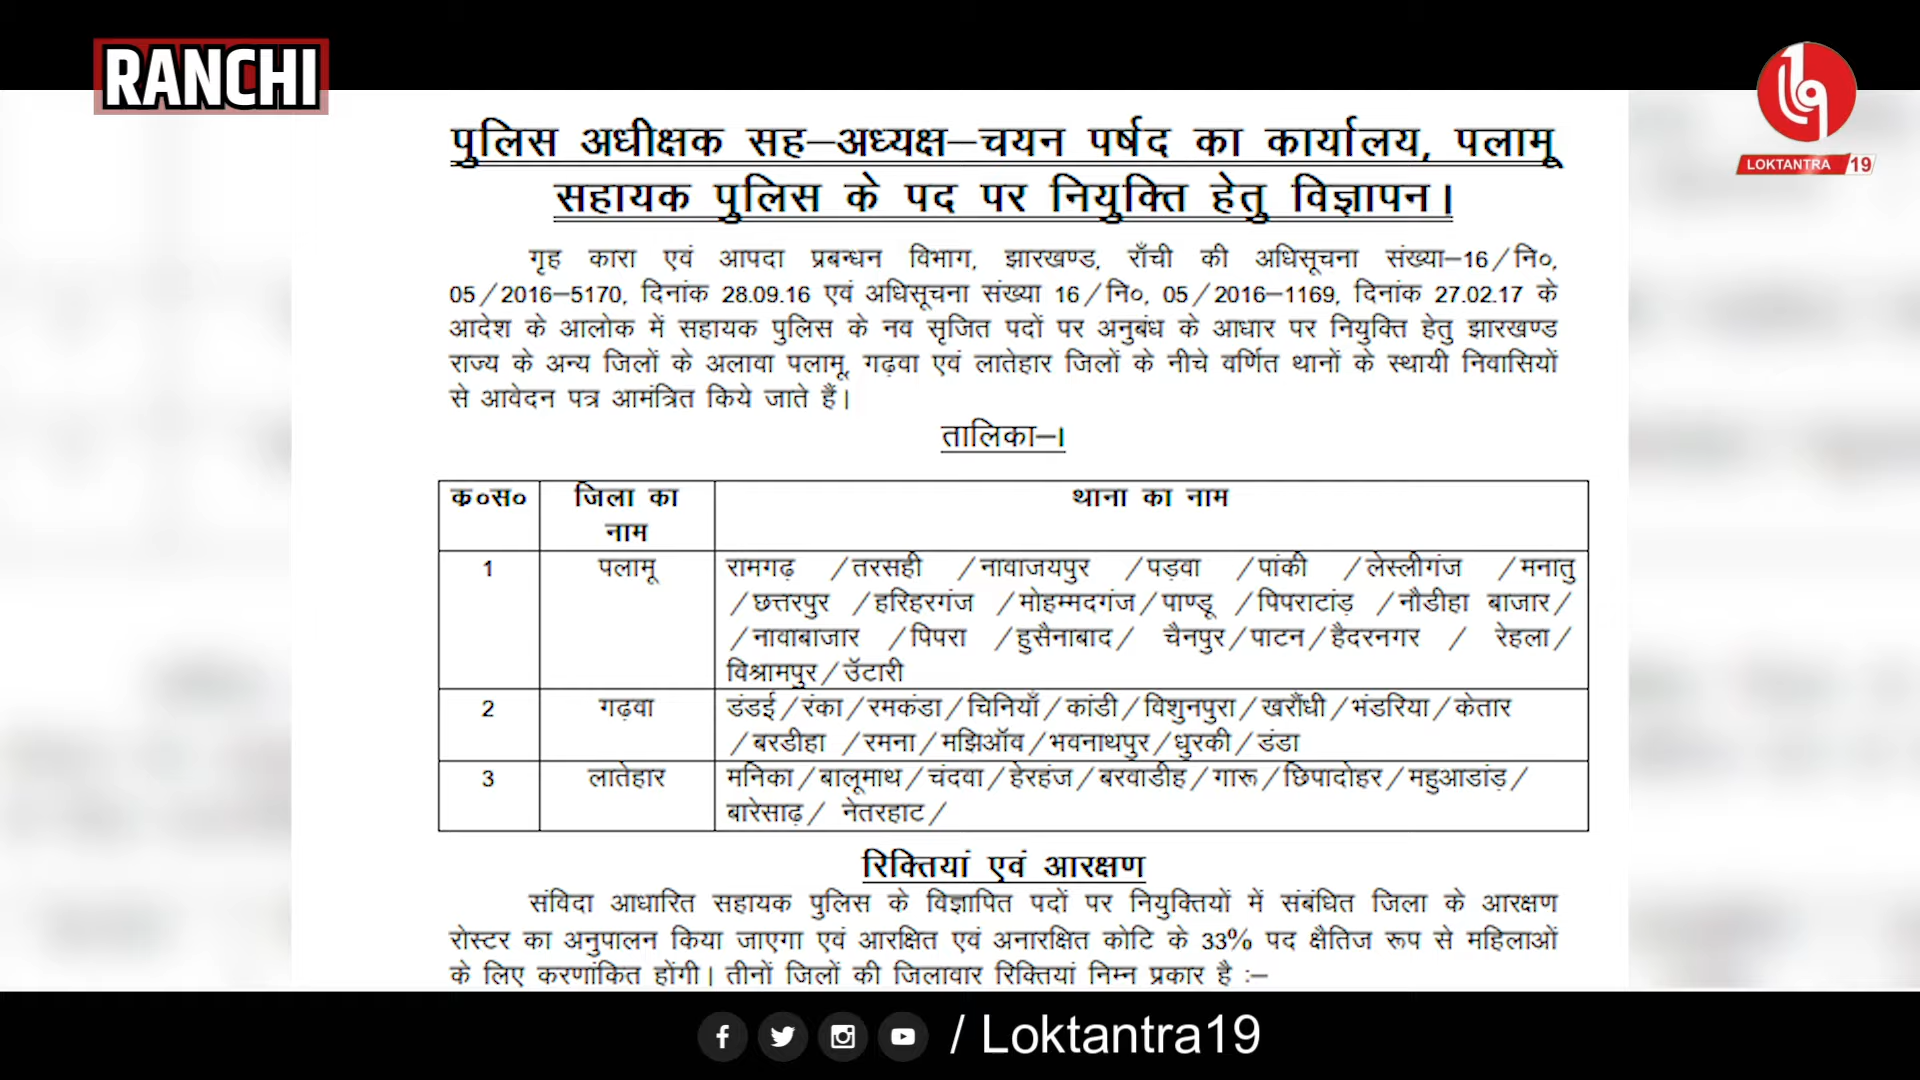 RANCHI
LOKTANTRA 19
पुलिस अधीक्षक सह–अध्यक्ष–चयन पर्षद का कार्यालय, पलामू
सहायक पुलिस के पद पर नियुक्ति हेतु विज्ञापन।
गृह कारा एवं आपदा प्रबन्धन विभाग, झारखण्ड, राँची की अधिसूचना संख्या–16/नि०,
05/2016–5170, दिनांक 28.09.16 एवं अधिसूचना संख्या 16/नि०, 05/2016–1169, दिनांक 27.02.17 के
आदेश के आलोक में सहायक पुलिस के नव सृजित पदों पर अनुबंध के आधार पर नियुक्ति हेतु झारखण्ड
राज्य के अन्य जिलों के अलावा पलामू, गढ़वा एवं लातेहार जिलों के नीचे वर्णित थानों के स्थायी निवासियों
से आवेदन पत्र आमंत्रित किये जाते हैं।
तालिका–I
क्र०स० जिला का नाम थाना का नाम
1 पलामू रामगढ़ /तरसही /नावाजयपुर /पड़वा /पांकी /लेस्लीगंज /मनातु
/छत्तरपुर /हरिहरगंज /मोहम्मदगंज/पाण्डू /पिपराटांड़ /नौडीहा बाजार/
/नावाबाजार /पिपरा /हुसैनाबाद/ चैनपुर/पाटन/हैदरनगर / रेहला/
विश्रामपुर/उॅटारी
2 गढ़वा डंडई/रंका/रमकंडा/चिनियाँ/कांडी/विशुनपुरा/खरौंधी/भंडरिया/केतार
/बरडीहा /रमना/मझिऑव/भवनाथपुर/धुरकी/डंडा
3 लातेहार मनिका/बालूमाथ/चंदवा/हेरहंज/बरवाडीह/गारू/छिपादोहर/महुआडांड़/
बारेसाढ़/ नेतरहाट/
रिक्तियां एवं आरक्षण
संविदा आधारित सहायक पुलिस के विज्ञापित पदों पर नियुक्तियों में संबंधित जिला के आरक्षण
रोस्टर का अनुपालन किया जाएगा एवं आरक्षित एवं अनारक्षित कोटि के 33% पद क्षैतिज रूप से महिलाओं
के लिए करणांकित होंगी। तीनों जिलों की जिलावार रिक्तियां निम्न प्रकार है :–
/ Loktantra19